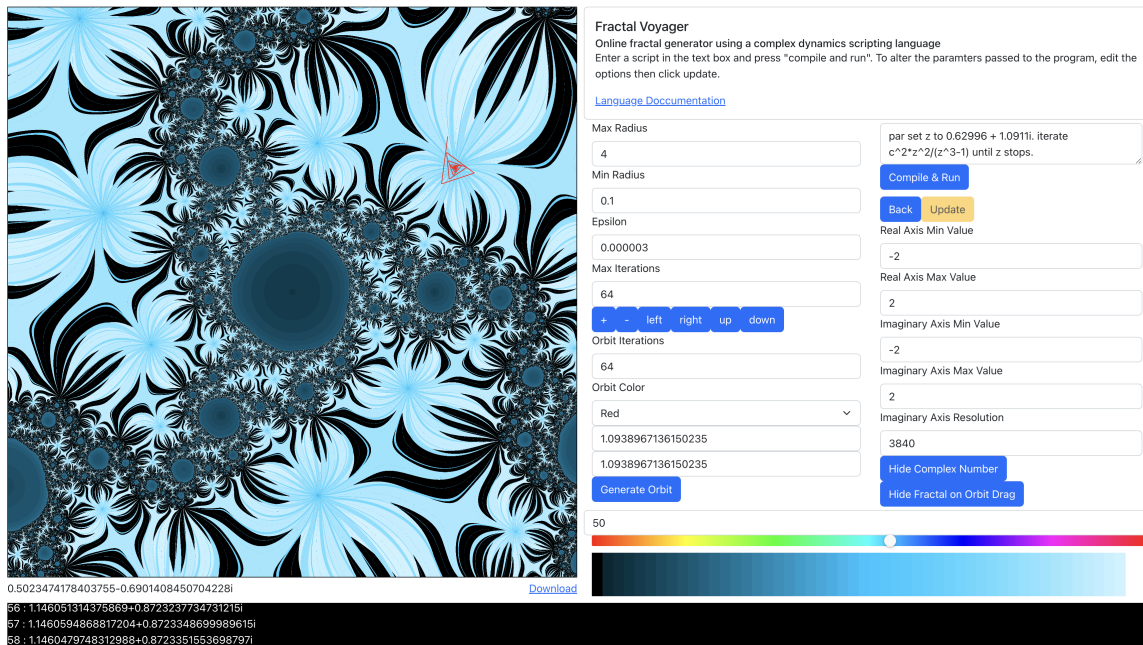 Fractal Voyager
Online fractal generator using a complex dynamics scripting language
Enter a script in the text box and press "compile and run". To alter the paramters passed to the program, edit the
options then click update.
Language Doccumentation
Max Radius
4
Min Radius
0.1
Epsilon
0.000003
Max Iterations
64
+ - left right up down
Orbit Iterations
64
Orbit Color
Red
1.0938967136150235
1.0938967136150235
Generate Orbit
par set z to 0.62996 + 1.0911i. iterate
c^2*z^2/(z^3-1) until z stops.
Compile & Run
Back Update
Real Axis Min Value
-2
Real Axis Max Value
2
Imaginary Axis Min Value
-2
Imaginary Axis Max Value
2
Imaginary Axis Resolution
3840
Hide Complex Number
Hide Fractal on Orbit Drag
50
0.5023474178403755-0.6901408450704228i
Download
56 : 1.146051314375869+0.8723237734731215i
57 : 1.1460594868817204+0.8723348699989615i
58 : 1.1460479748312988+0.8723351553698797i